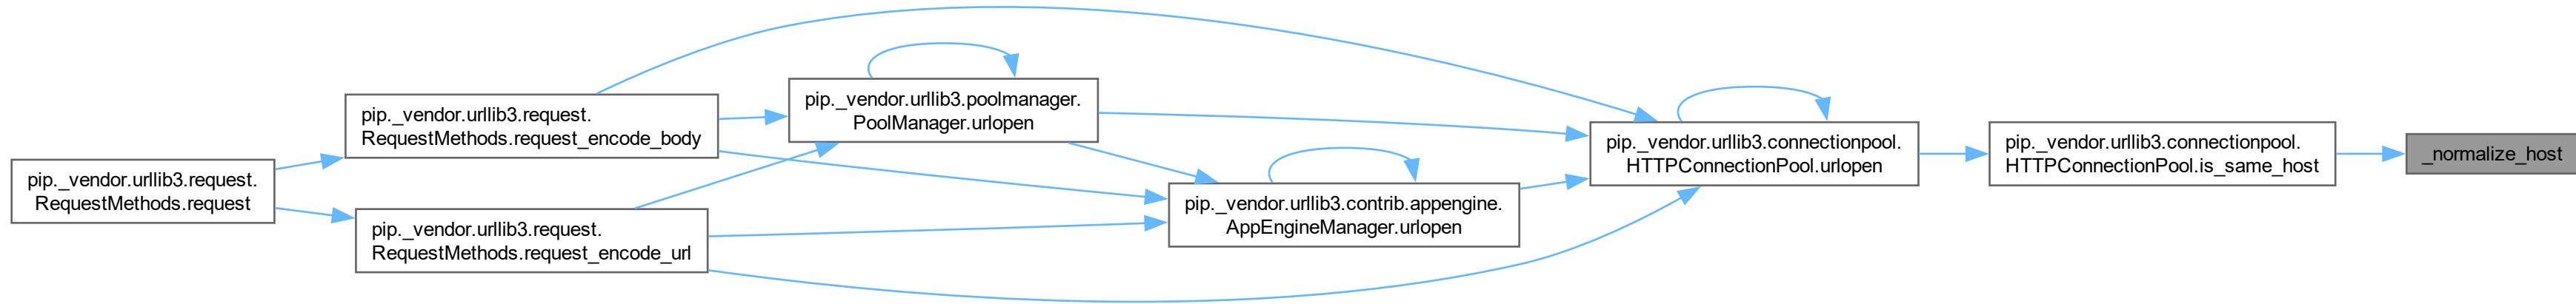 pip._vendor.urllib3.request.
RequestMethods.request
pip._vendor.urllib3.request.
RequestMethods.request_encode_body
pip._vendor.urllib3.request.
RequestMethods.request_encode_url
pip._vendor.urllib3.poolmanager.
PoolManager.urlopen
pip._vendor.urllib3.contrib.appengine.
AppEngineManager.urlopen
pip._vendor.urllib3.connectionpool.
HTTPConnectionPool.urlopen
pip._vendor.urllib3.connectionpool.
HTTPConnectionPool.is_same_host
_normalize_host